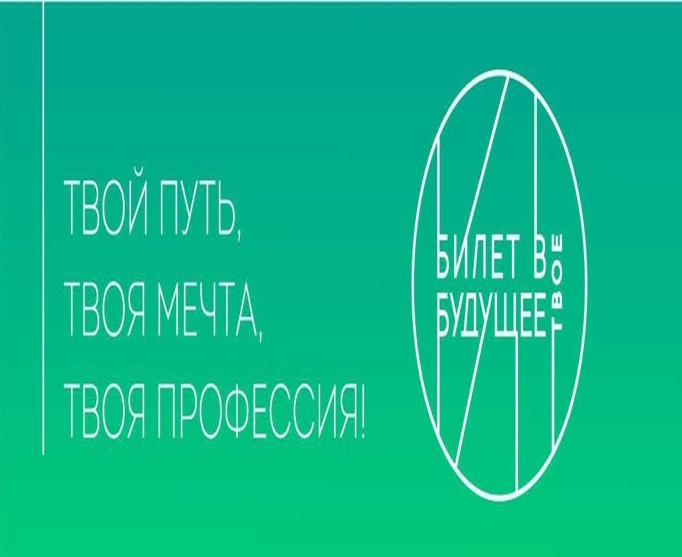 ТВОЙ ПУТЬ,
ТВОЯ МЕЧТА,
ТВОЯ ПРОФЕССИЯ!
БИЛЕТ В
БУДУЩЕЕ
ТВОЕ